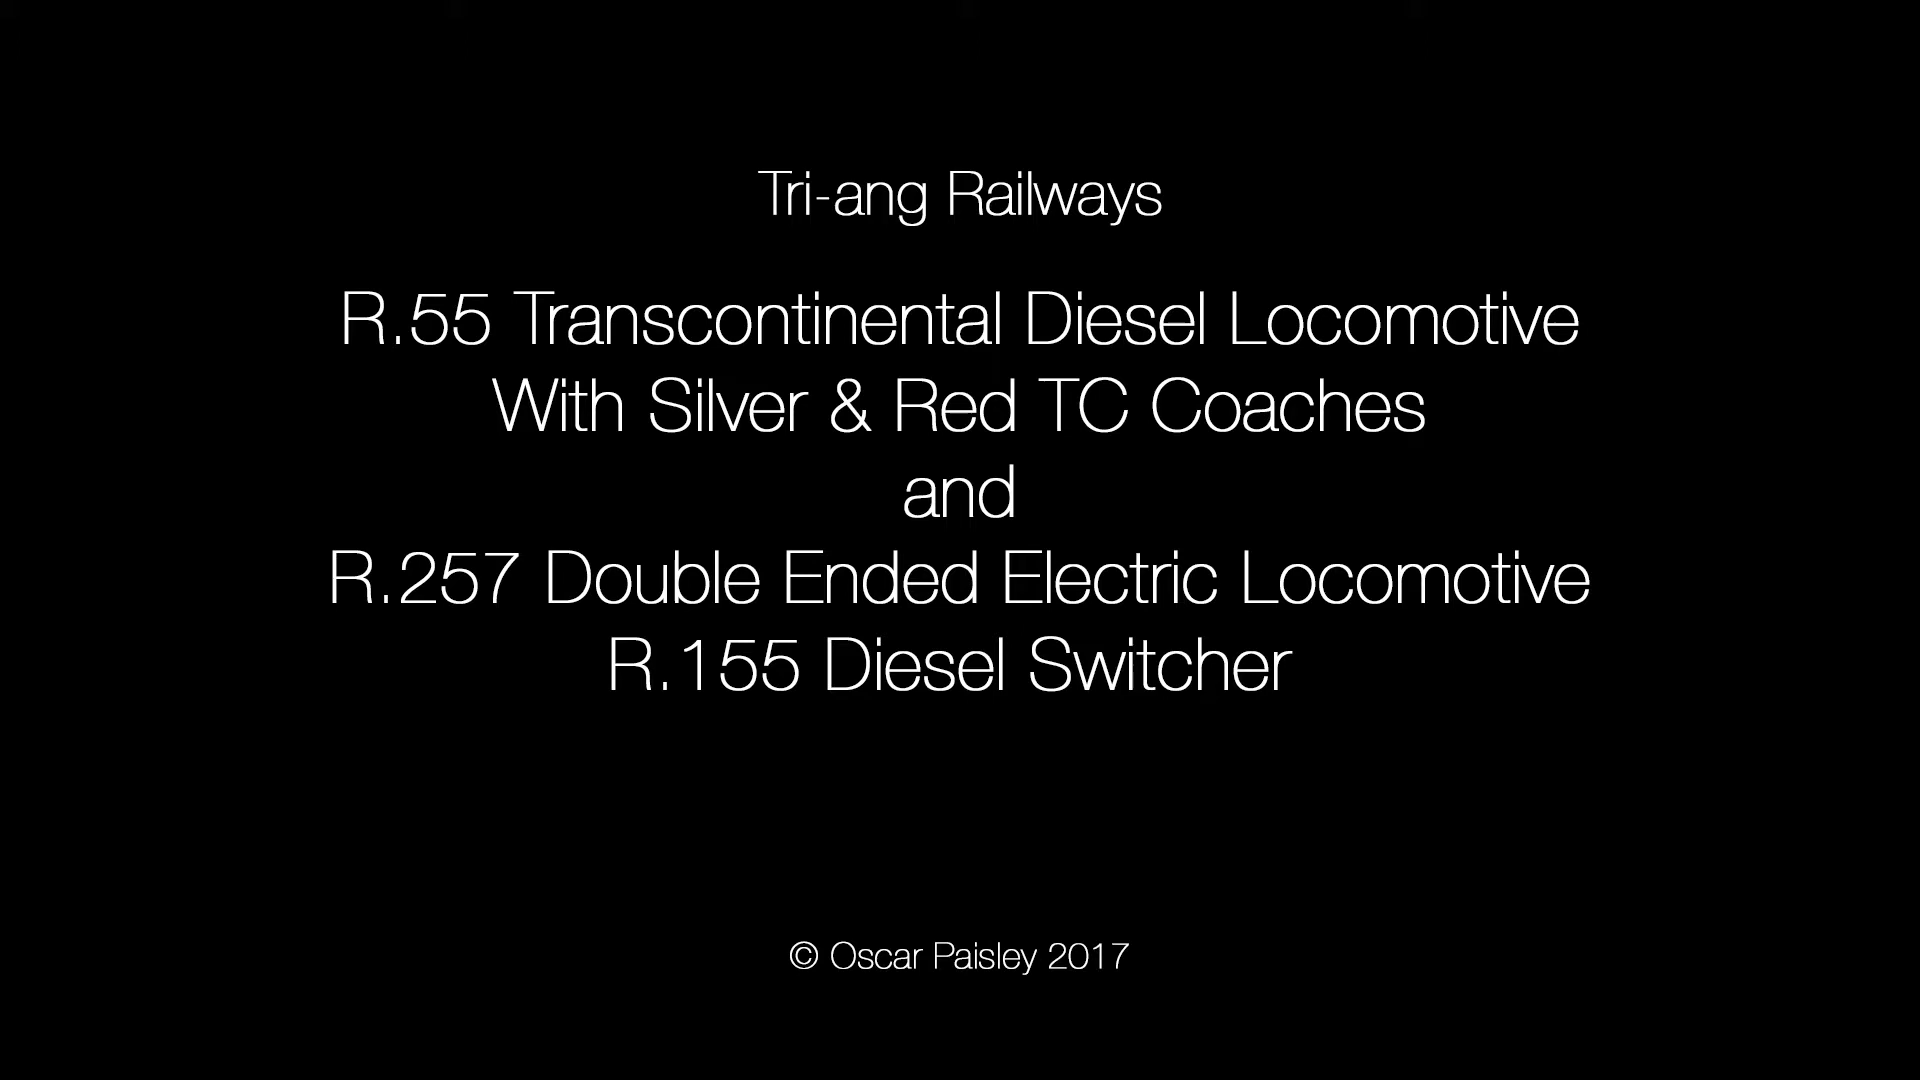 Tri-ang Railways
R.55 Transcontinental Diesel Locomotive
With Silver & Red TC Coaches
and
R.257 Double Ended Electric Locomotive
R.155 Diesel Switcher
© Oscar Paisley 2017